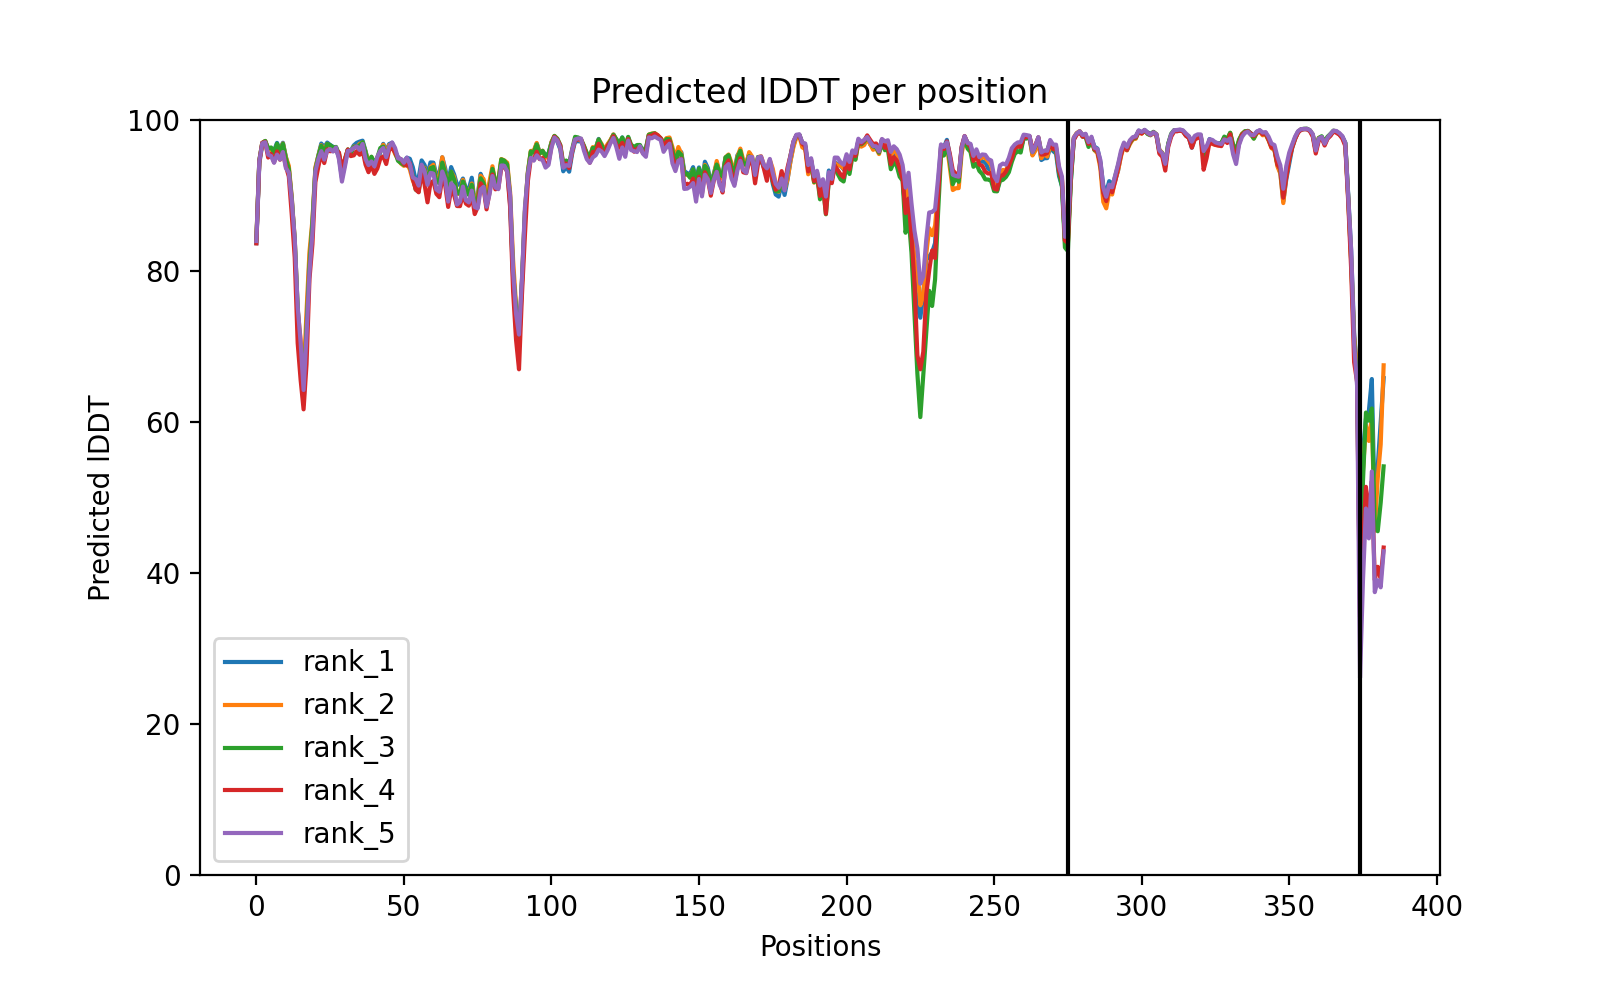 Predicted lDDT per position
100
80
60
40
20
0
Predicted lDDT
rank_1
rank_2
rank_3
rank_4
rank_5
0 50 100 150 200 250 300 350 400
Positions